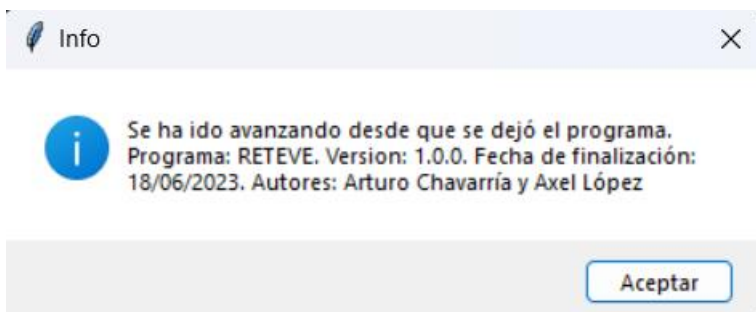 Info
Se ha ido avanzando desde que se dejó el programa.
Programa: RETEVE. Version: 1.0.0. Fecha de finalización:
18/06/2023. Autores: Arturo Chavarría y Axel López
Aceptar